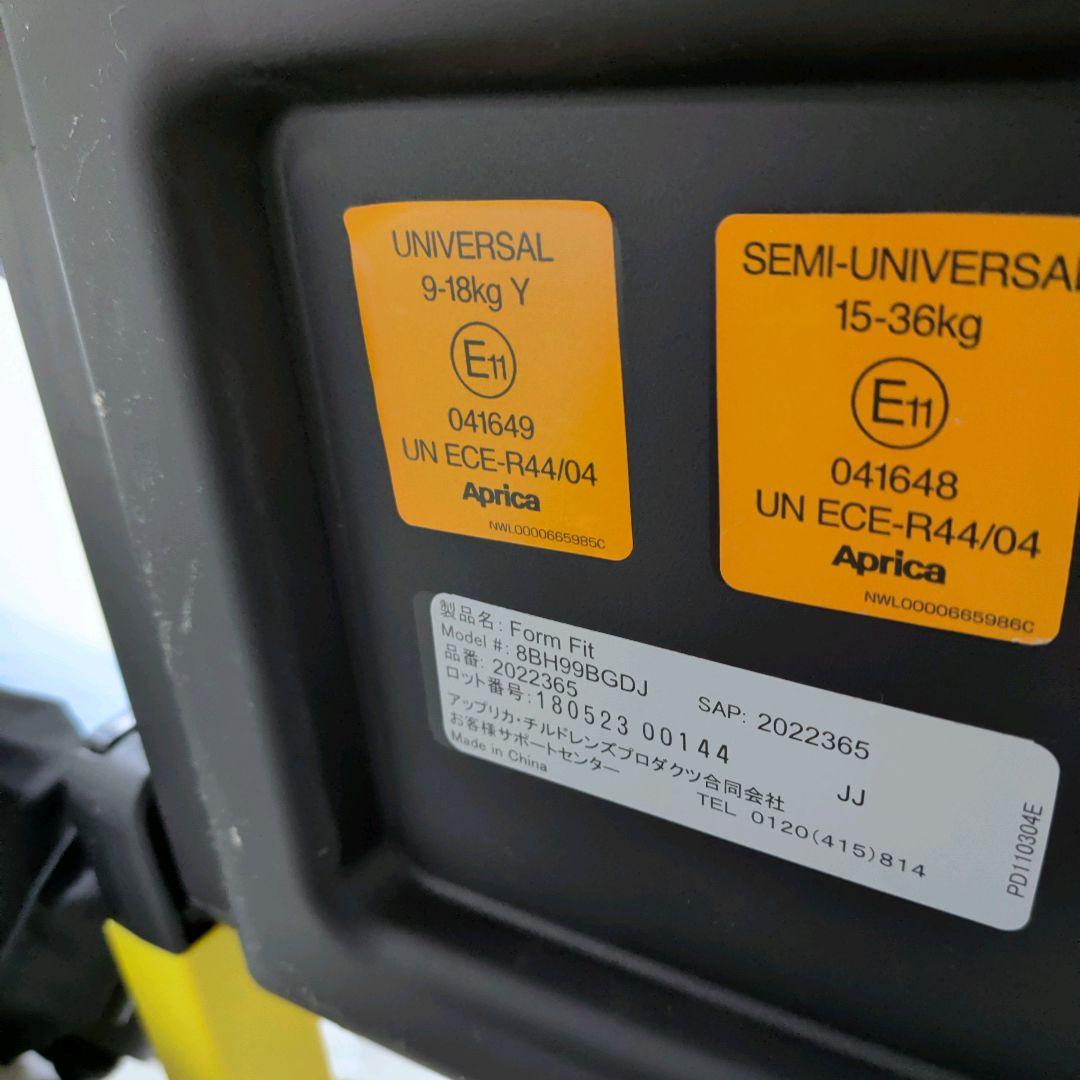 UNIVERSAL
9-18kg Y
E11
041649
UN ECE-R44/04
Aprica
NWL0000665985C
SEMI-UNIVERSAL
15-36kg
E11
041648
UN ECE-R44/04
Aprica
NWL0000665986C
製品名: Form Fit
Model #: 8BH99BGDJ SAP: 2022365
品番: 2022365
ロット番号:180523 00144 JJ
アップリカ・チルドレンズプロダクツ合同会社
お客様サポートセンター TEL 0120(415)814
Made in China
PD110304E